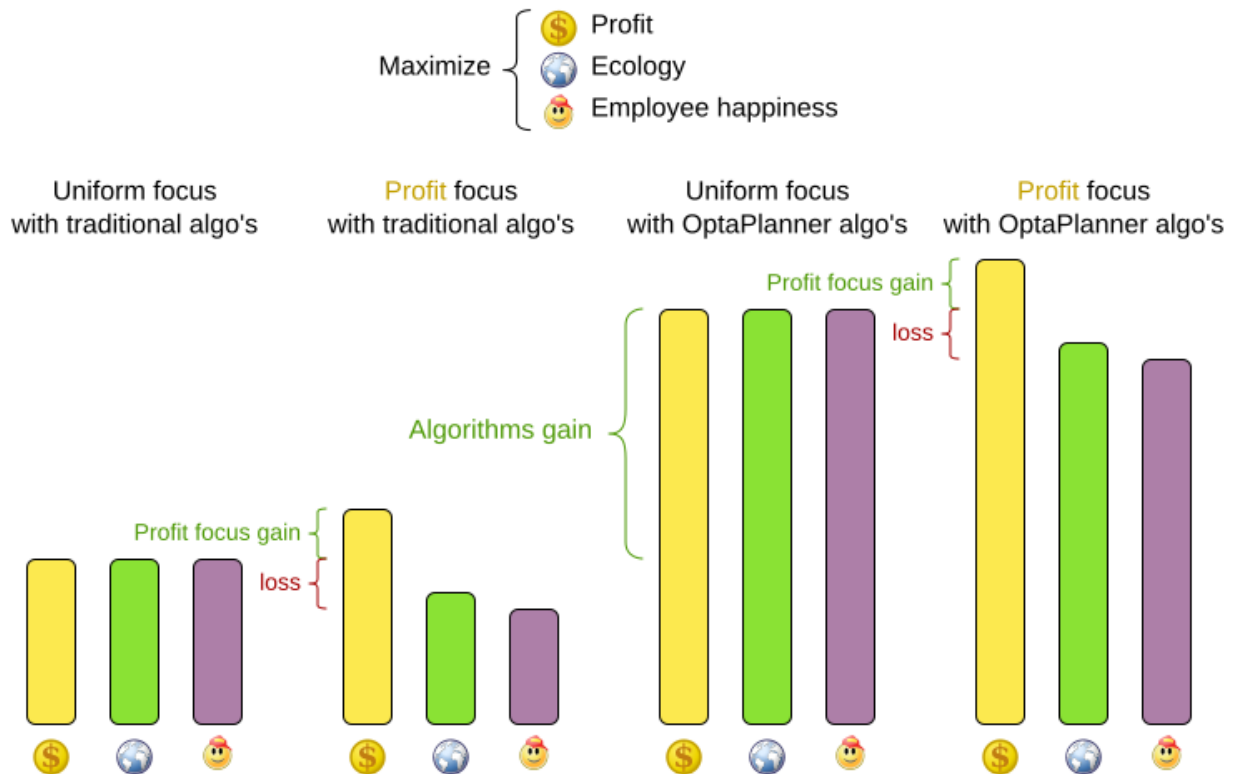 Maximize
Profit
Ecology
Employee happiness
Uniform focus
with traditional algo's
Profit focus
with traditional algo's
Uniform focus
with OptaPlanner algo's
Profit focus
with OptaPlanner algo's
Profit focus gain
loss
Algorithms gain
Profit focus gain
loss
$
$
$
$
$